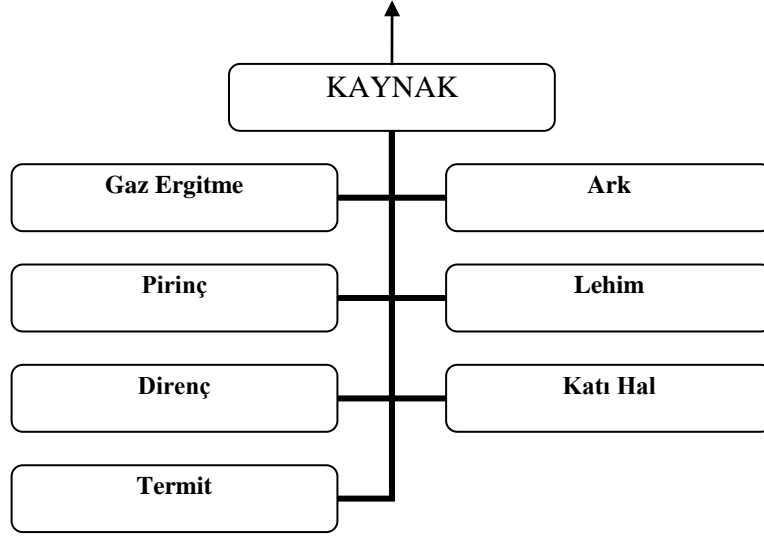 KAYNAK
Gaz Ergitme
Ark
Pirinç
Lehim
Direnç
Katı Hal
Termit